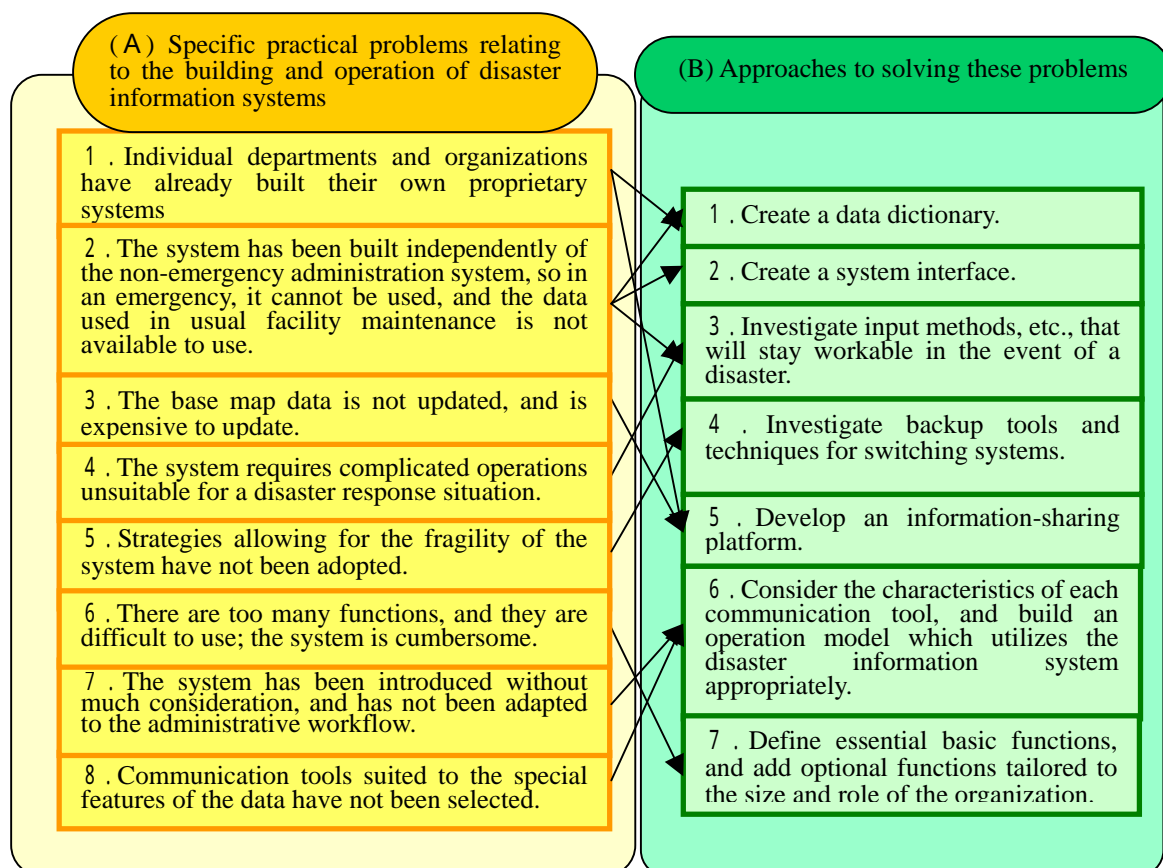 (A) Specific practical problems relating
to the building and operation of disaster
information systems
1. Individual departments and organizations
have already built their own proprietary
systems
2. The system has been built independently of
the non-emergency administration system, so in
an emergency, it cannot be used, and the data
used in usual facility maintenance is not
available to use.
3. The base map data is not updated, and is
expensive to update.
4. The system requires complicated operations
unsuitable for a disaster response situation.
5. Strategies allowing for the fragility of the
system have not been adopted.
6. There are too many functions, and they are
difficult to use; the system is cumbersome.
7. The system has been introduced without
much consideration, and has not been adapted
to the administrative workflow.
8. Communication tools suited to the special
features of the data have not been selected.
(B) Approaches to solving these problems
1. Create a data dictionary.
2. Create a system interface.
3. Investigate input methods, etc., that
will stay workable in the event of a
disaster.
4. Investigate backup tools and
techniques for switching systems.
5. Develop an information-sharing
platform.
6. Consider the characteristics of each
communication tool, and build an
operation model which utilizes the
disaster information system
appropriately.
7. Define essential basic functions,
and add optional functions tailored to
the size and role of the organization.